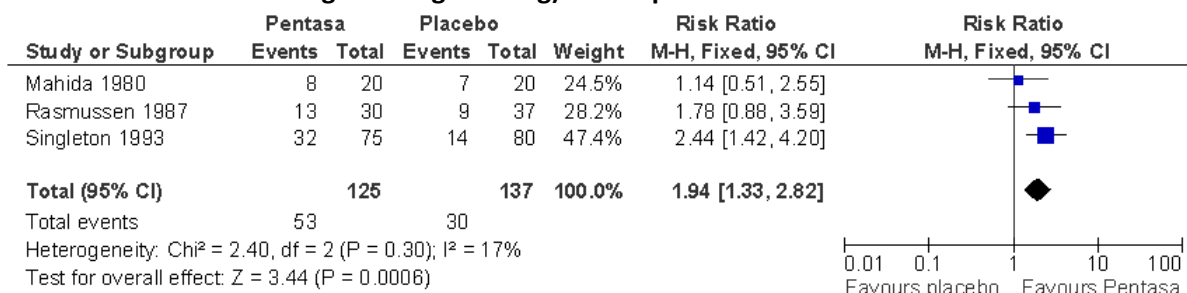 Pentasa Placebo Risk Ratio Risk Ratio
Study or Subgroup Events Total Events Total Weight M-H, Fixed, 95% CI M-H, Fixed, 95% CI
Mahida 1980 8 20 7 20 24.5% 1.14 [0.51, 2.55]
Rasmussen 1987 13 30 9 37 28.2% 1.78 [0.88, 3.59]
Singleton 1993 32 75 14 80 47.4% 2.44 [1.42, 4.20]
Total (95% CI) 125 137 100.0% 1.94 [1.33, 2.82]
Total events 53 30
Heterogeneity: Chi² = 2.40, df = 2 (P = 0.30); I² = 17%
Test for overall effect: Z = 3.44 (P = 0.0006)
0.01 0.1 1 10 100
Favours placebo Favours Pentasa